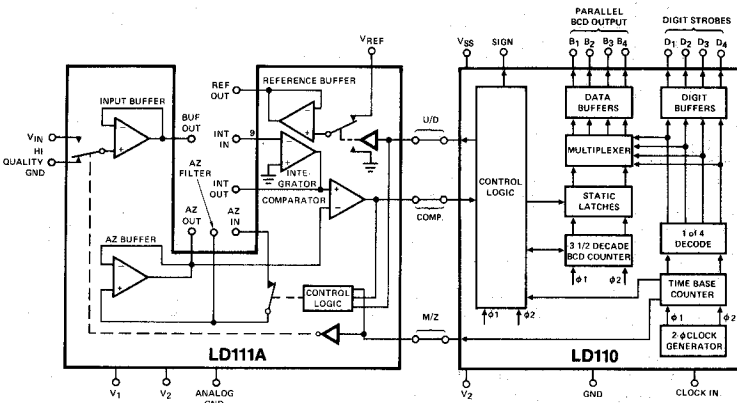 PARALLEL
BCD OUTPUT
DIGIT STROBES
VREF
VSS
SIGN
B1 B2 B3 B4
D1 D2 D3 D4
REF
OUT
REFERENCE BUFFER
INPUT BUFFER
BUF
OUT
INT
IN
9
U/D
DATA
BUFFERS
DIGIT
BUFFERS
VIN
HI
QUALITY
GND
AZ
FILTER
INTE-
GRATOR
MULTIPLEXER
INT
OUT
COMPARATOR
CONTROL
LOGIC
STATIC
LATCHES
AZ
OUT
AZ
IN
COMP.
AZ BUFFER
3 1/2 DECADE
BCD COUNTER
1 of 4
DECODE
ϕ1 ϕ2
CONTROL
LOGIC
TIME BASE
COUNTER
M/Z
ϕ1 ϕ2
ϕ1 ϕ2
2-ϕCLOCK
GENERATOR
LD111A
LD110
V1
V2
ANALOG
GND
V2
GND
CLOCK IN.